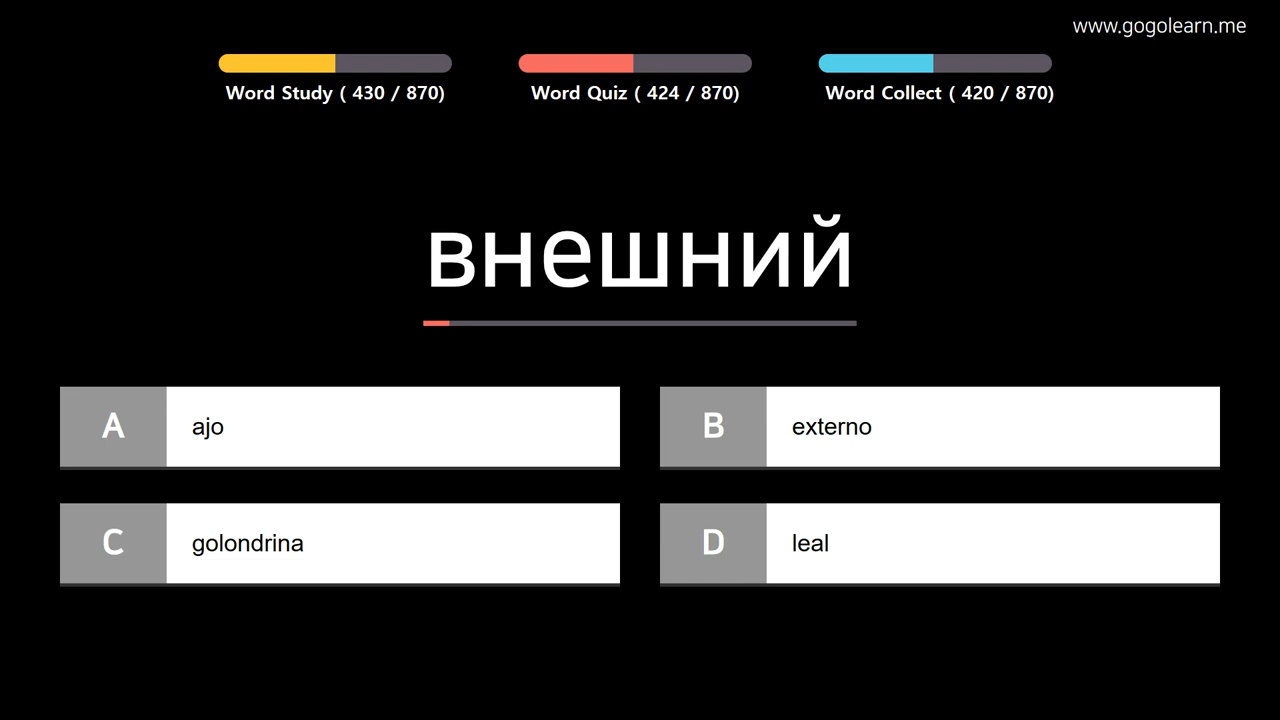 www.gogolearn.me
Word Study ( 430 / 870)
Word Quiz ( 424 / 870)
Word Collect ( 420 / 870)
внешний
A ajo
B externo
C golondrina
D leal